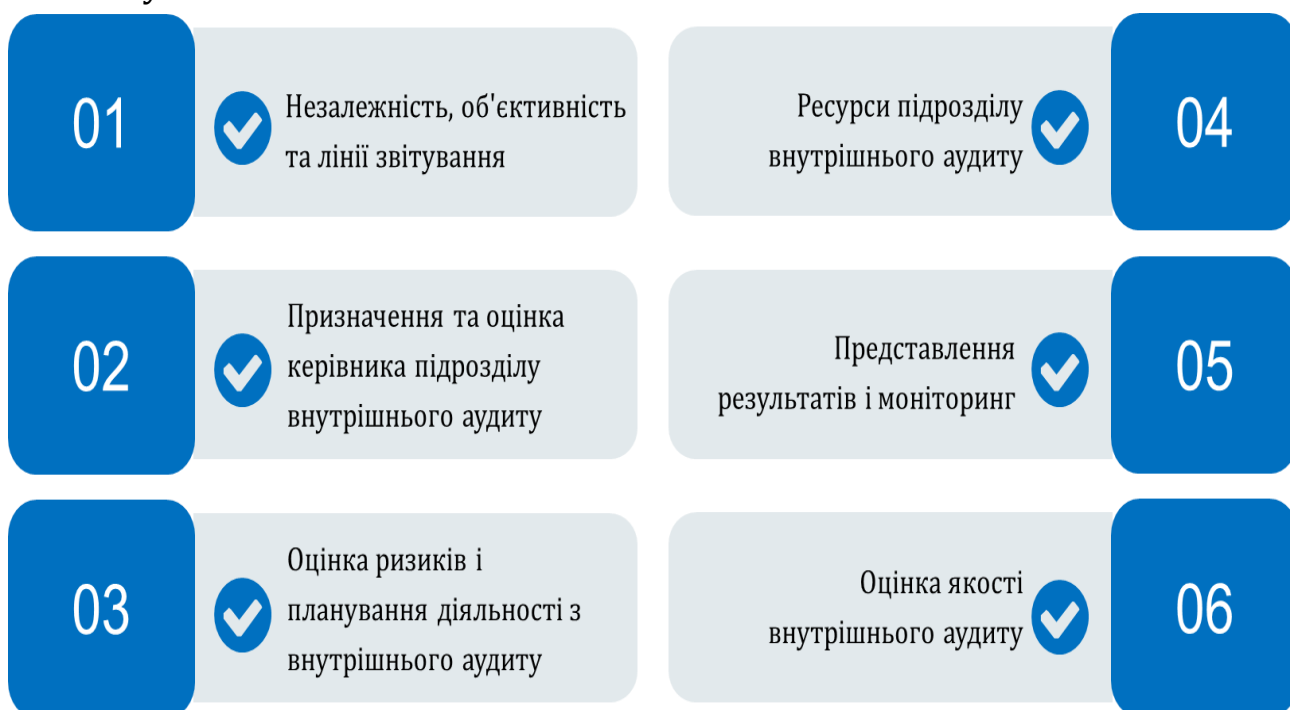 01
Незалежність, об'єктивність
та лінії звітування
02
Призначення та оцінка
керівника підрозділу
внутрішнього аудиту
03
Оцінка ризиків і
планування діяльності з
внутрішнього аудиту
Ресурси підрозділу
внутрішнього аудиту
04
Представлення
результатів і моніторинг
05
Оцінка якості
внутрішнього аудиту
06